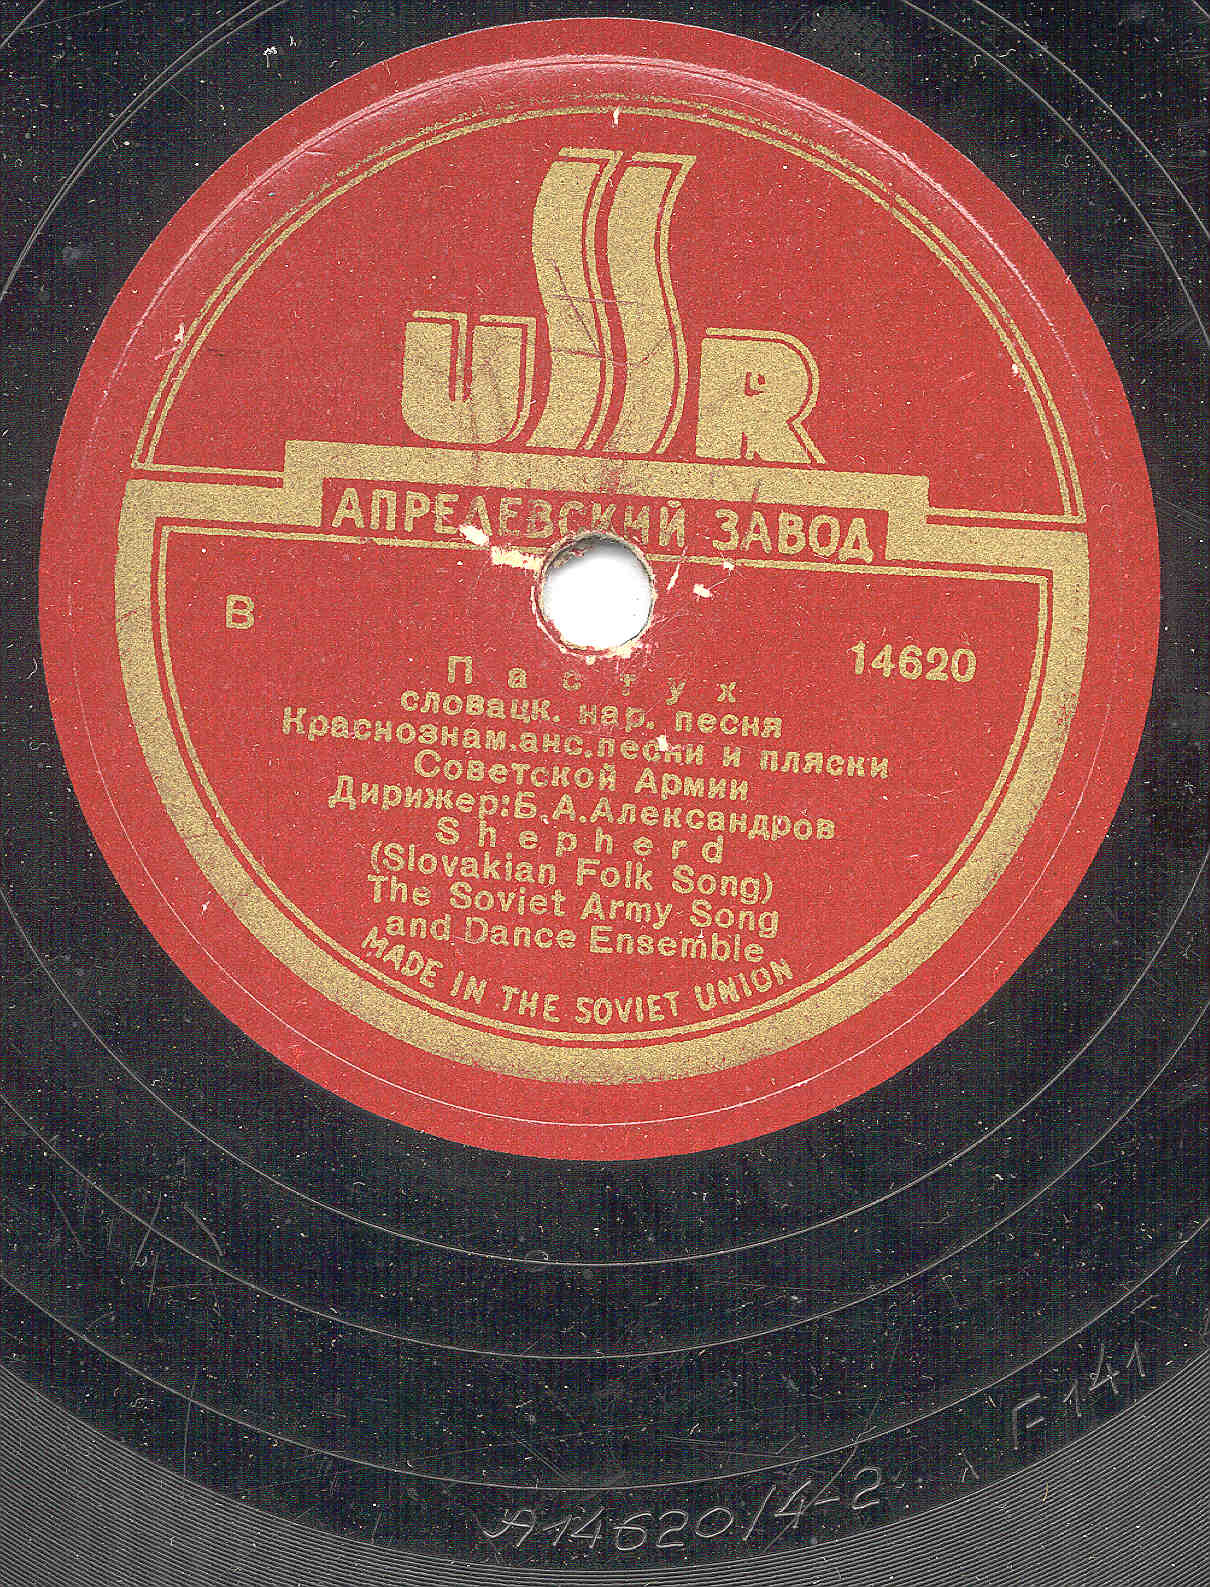 USSR
АПРЕЛЕВСКИЙ ЗАВОД
В
14620
Пастух
словацк. нар. песня
Краснознам.анс.песни и пляски
Советской Армии
Дирижер:Б.А.Александров
Shepherd
(Slovakian Folk Song)
The Soviet Army Song
and Dance Ensemble
MADE IN THE SOVIET UNION
Г-141
А14620/4-2